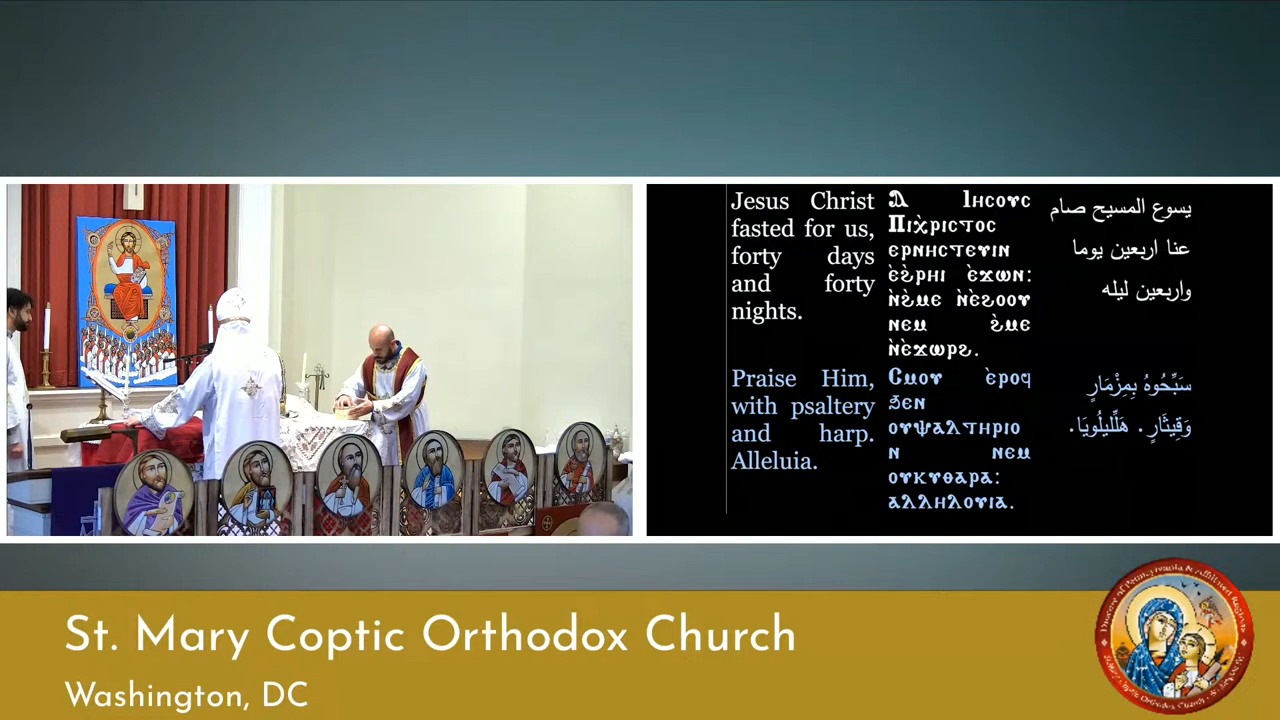 Jesus Christ
fasted for us,
forty days
and forty
nights.
Praise Him,
with psaltery
and harp.
Alleluia.
Ⲁ Ⲓⲏⲥⲟⲩⲥ
Ⲡⲓⲭ̀ⲣⲓⲥⲧⲟⲥ
ⲉⲣⲛⲏⲥⲧⲉⲩⲓⲛ
ⲉ̀ϩ̀ⲣⲏⲓ ⲉ̀ϫⲱⲛ:
ⲛ̀ϩ̀ⲙⲉ ⲛ̀ⲉ̀ϩⲟⲟⲩ
ⲛⲉⲙ ϩ̀ⲙⲉ
ⲛ̀ⲉ̀ϫⲱⲣϩ.
Ⲥⲙⲟⲩ ⲉ̀ⲣⲟϥ
ϧⲉⲛ
ⲟⲩⲯⲁⲗⲧⲏⲣⲓⲟ
ⲛ ⲛⲉⲙ
ⲟⲩⲕⲩⲑⲁⲣⲁ:
ⲁⲗⲗⲏⲗⲟⲩⲓⲁ.
يسوع المسيح صام
عنا اربعين يوما
واربعين ليله
سَبِّحُوهُ بِمِزْمَارٍ
وَقِيثَارٍ. هَلِّلِيلُويَا.
St. Mary Coptic Orthodox Church
Washington, DC